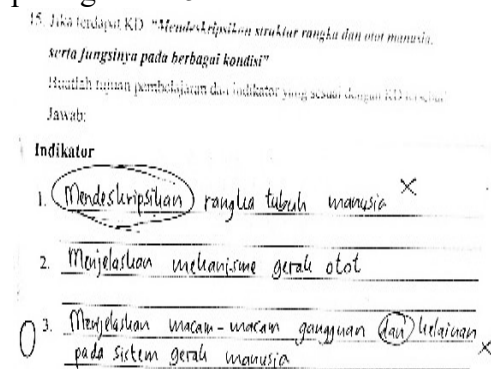 15. Jika terdapat KD "Mendeskripsikan struktur rangka dan otot manusia,
serta fungsinya pada berbagai kondisi"
Buatlah tujuan pembelajaran dan indikator yang sesuai dengan KD tersebut
Jawab:
Indikator
1. Mendeskripsikan rangka tubuh manusia
2. Menjelaskan mekanisme gerak otot
3. Menjelaskan macam-macam gangguan dan kelainan
pada sistem gerak manusia